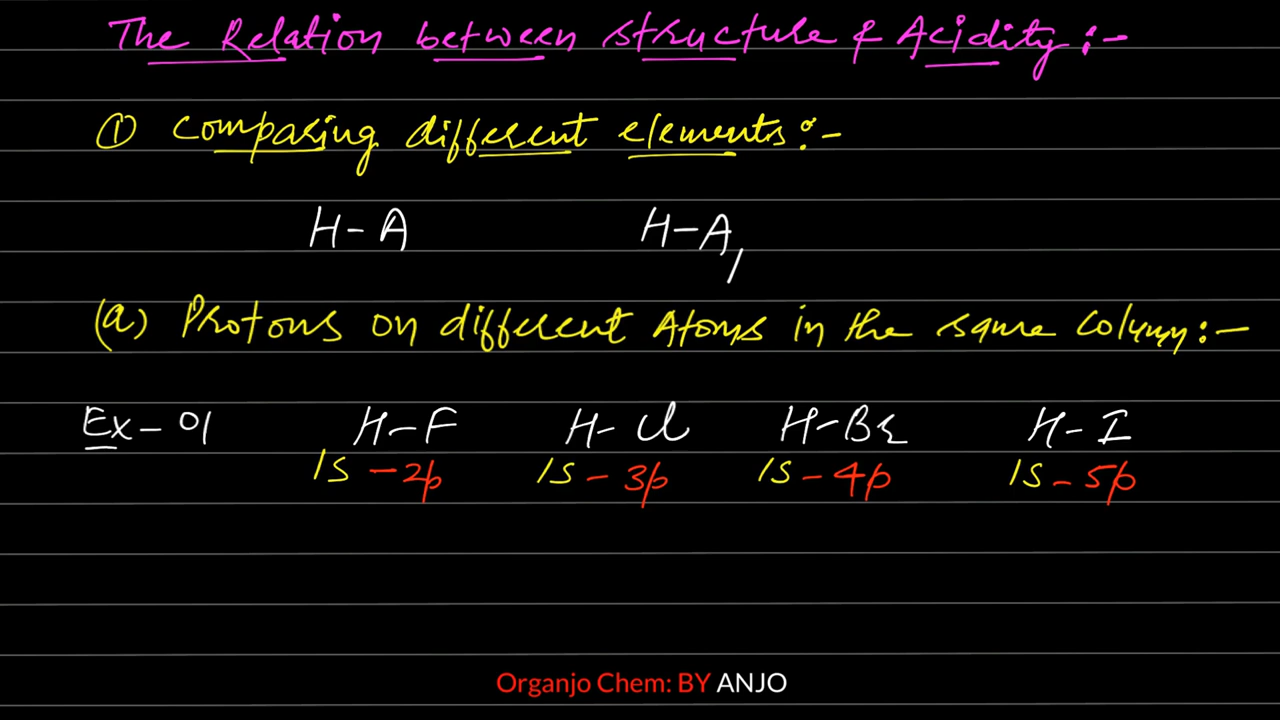 The Relation between structure & Acidity:-
① Comparing different elements:-
H-A H-A,
(a) Protons on different Atoms in the same column:-
Ex-01 H-F H-Cl H-Br H-I
1S-2p 1S-3p 1S-4p 1S-5p
Organjo Chem: BY ANJO